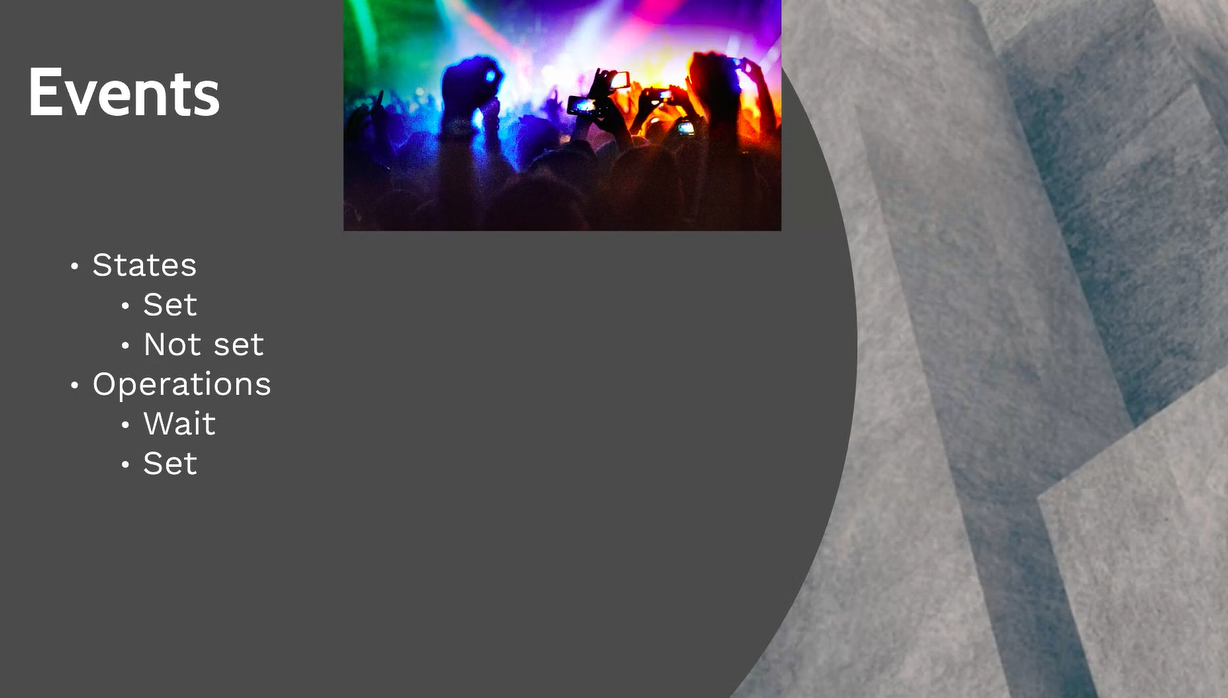 Events
• States
• Set
• Not set
• Operations
• Wait
• Set